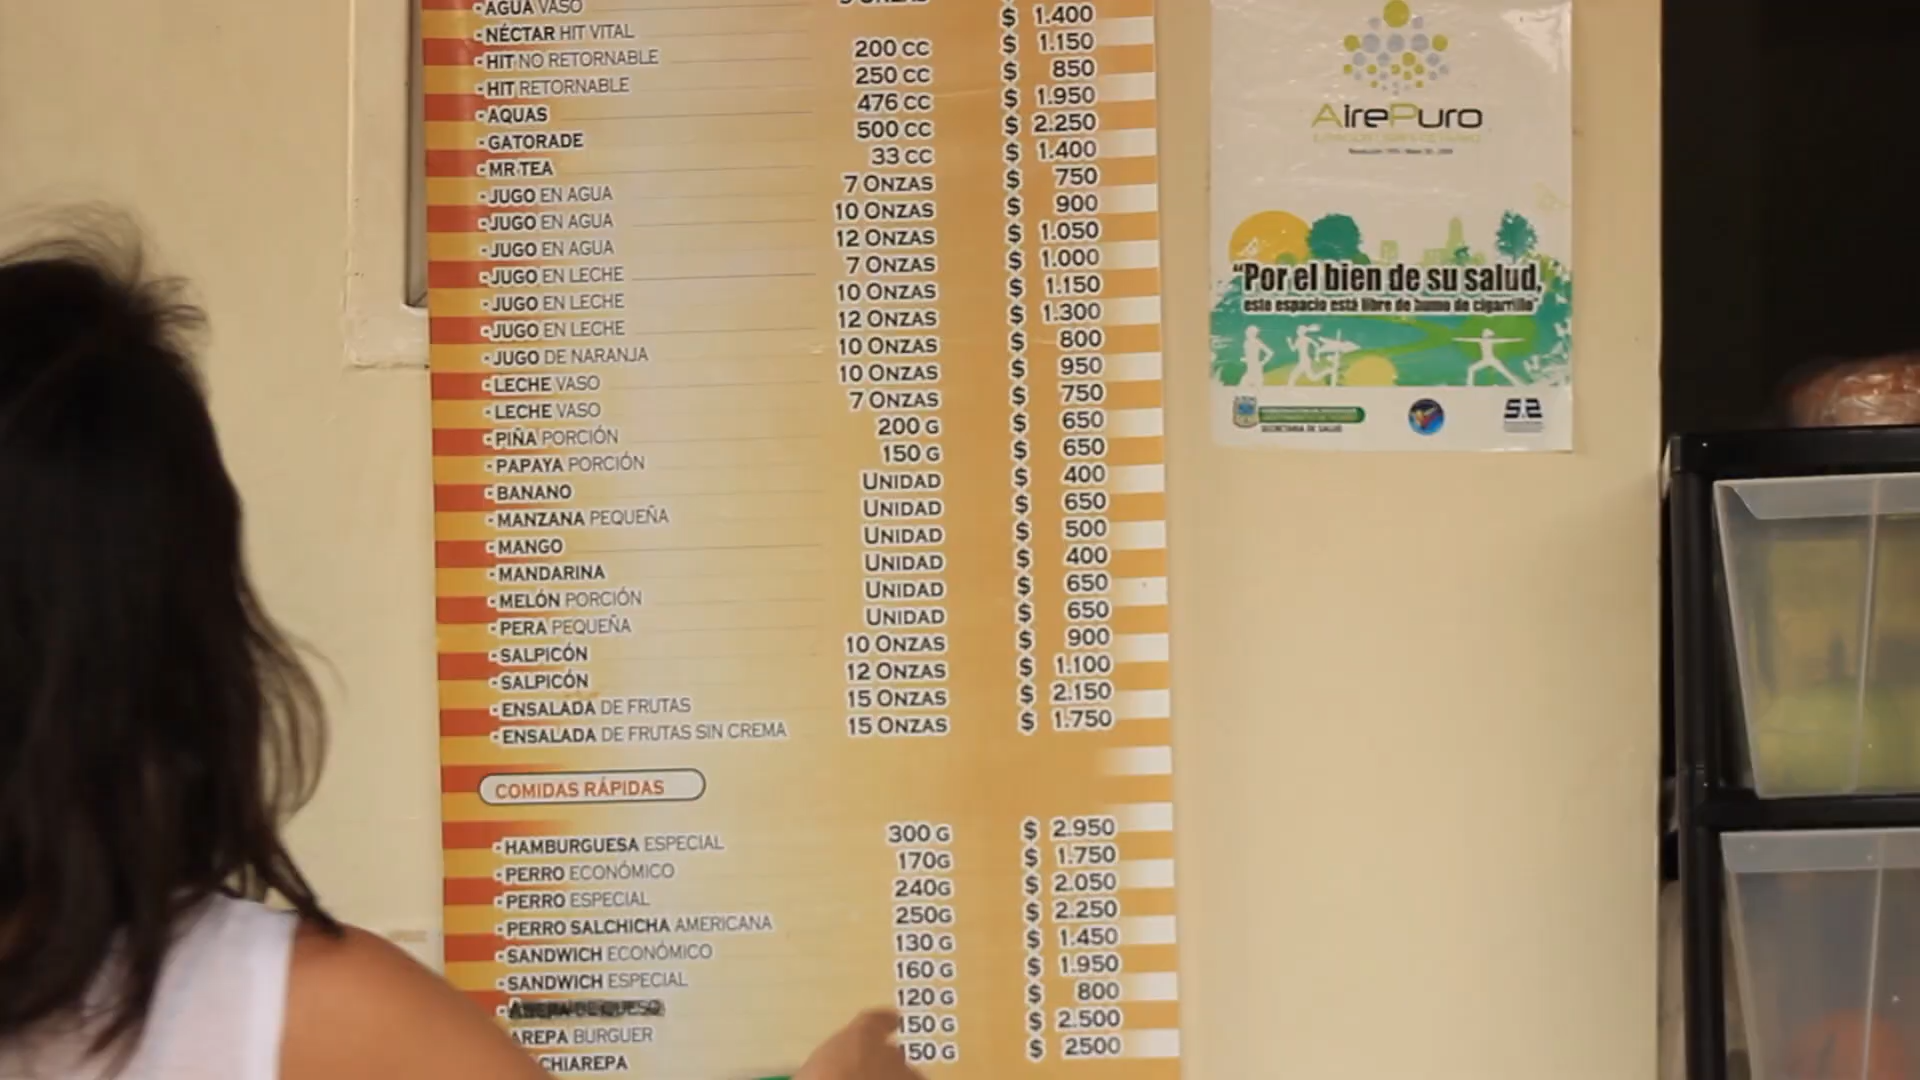 - AGUA VASO 5 ONZAS
- NÉCTAR HIT VITAL $ 1.400
- HIT NO RETORNABLE 200 CC $ 1.150
- HIT RETORNABLE 250 CC $ 850
- AQUAS 476 CC $ 1.950
- GATORADE 500 CC $ 2.250
- MR TEA 33 CC $ 1.400
- JUGO EN AGUA 7 ONZAS $ 750
- JUGO EN AGUA 10 ONZAS $ 900
- JUGO EN AGUA 12 ONZAS $ 1.050
- JUGO EN LECHE 7 ONZAS $ 1.000
- JUGO EN LECHE 10 ONZAS $ 1.150
- JUGO EN LECHE 12 ONZAS $ 1.300
- JUGO DE NARANJA 10 ONZAS $ 800
- LECHE VASO 10 ONZAS $ 950
- LECHE VASO 7 ONZAS $ 750
- PIÑA PORCIÓN 200 G $ 650
- PAPAYA PORCIÓN 150 G $ 650
- BANANO UNIDAD $ 400
- MANZANA PEQUEÑA UNIDAD $ 650
- MANGO UNIDAD $ 500
- MANDARINA UNIDAD $ 400
- MELÓN PORCIÓN UNIDAD $ 650
- PERA PEQUEÑA UNIDAD $ 650
- SALPICÓN 10 ONZAS $ 900
- SALPICÓN 12 ONZAS $ 1.100
- ENSALADA DE FRUTAS 15 ONZAS $ 2.150
- ENSALADA DE FRUTAS SIN CREMA 15 ONZAS $ 1.750
COMIDAS RÁPIDAS
- HAMBURGUESA ESPECIAL 300 G $ 2.950
- PERRO ECONÓMICO 170G $ 1.750
- PERRO ESPECIAL 240G $ 2.050
- PERRO SALCHICHA AMERICANA 250G $ 2.250
- SANDWICH ECONÓMICO 130 G $ 1.450
- SANDWICH ESPECIAL 160 G $ 1.950
- AREPA DE QUESO 120 G $ 800
AREPA BURGUER 150 G $ 2.500
CHIAREPA 150 G $ 2500
AirePuro
"Por el bien de su salud,
este espacio está libre de humo de cigarrillo"
SECRETARIA DE SALUD